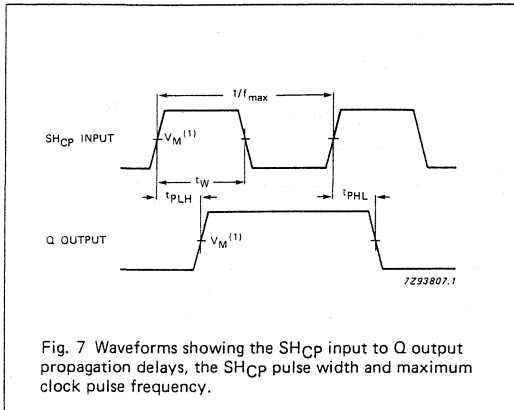 1/fmax
SHCP INPUT
VM(1)
tW
tPLH
tPHL
Q OUTPUT
VM(1)
7Z93807.1
Fig. 7 Waveforms showing the SHCP input to Q output
propagation delays, the SHCP pulse width and maximum
clock pulse frequency.